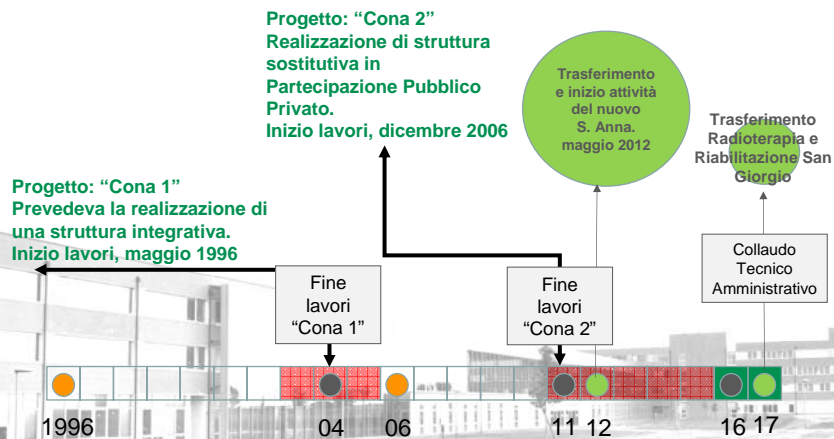 Progetto: “Cona 2”
Realizzazione di struttura
sostitutiva in
Partecipazione Pubblico
Privato.
Inizio lavori, dicembre 2006
Trasferimento
e inizio attività
del nuovo
S. Anna.
maggio 2012
Trasferimento
Radioterapia e
Riabilitazione San
Giorgio
Progetto: “Cona 1”
Prevedeva la realizzazione di
una struttura integrativa.
Inizio lavori, maggio 1996
Fine
lavori
“Cona 1”
Fine
lavori
“Cona 2”
Collaudo
Tecnico
Amministrativo
1996
04
06
11
12
16
17